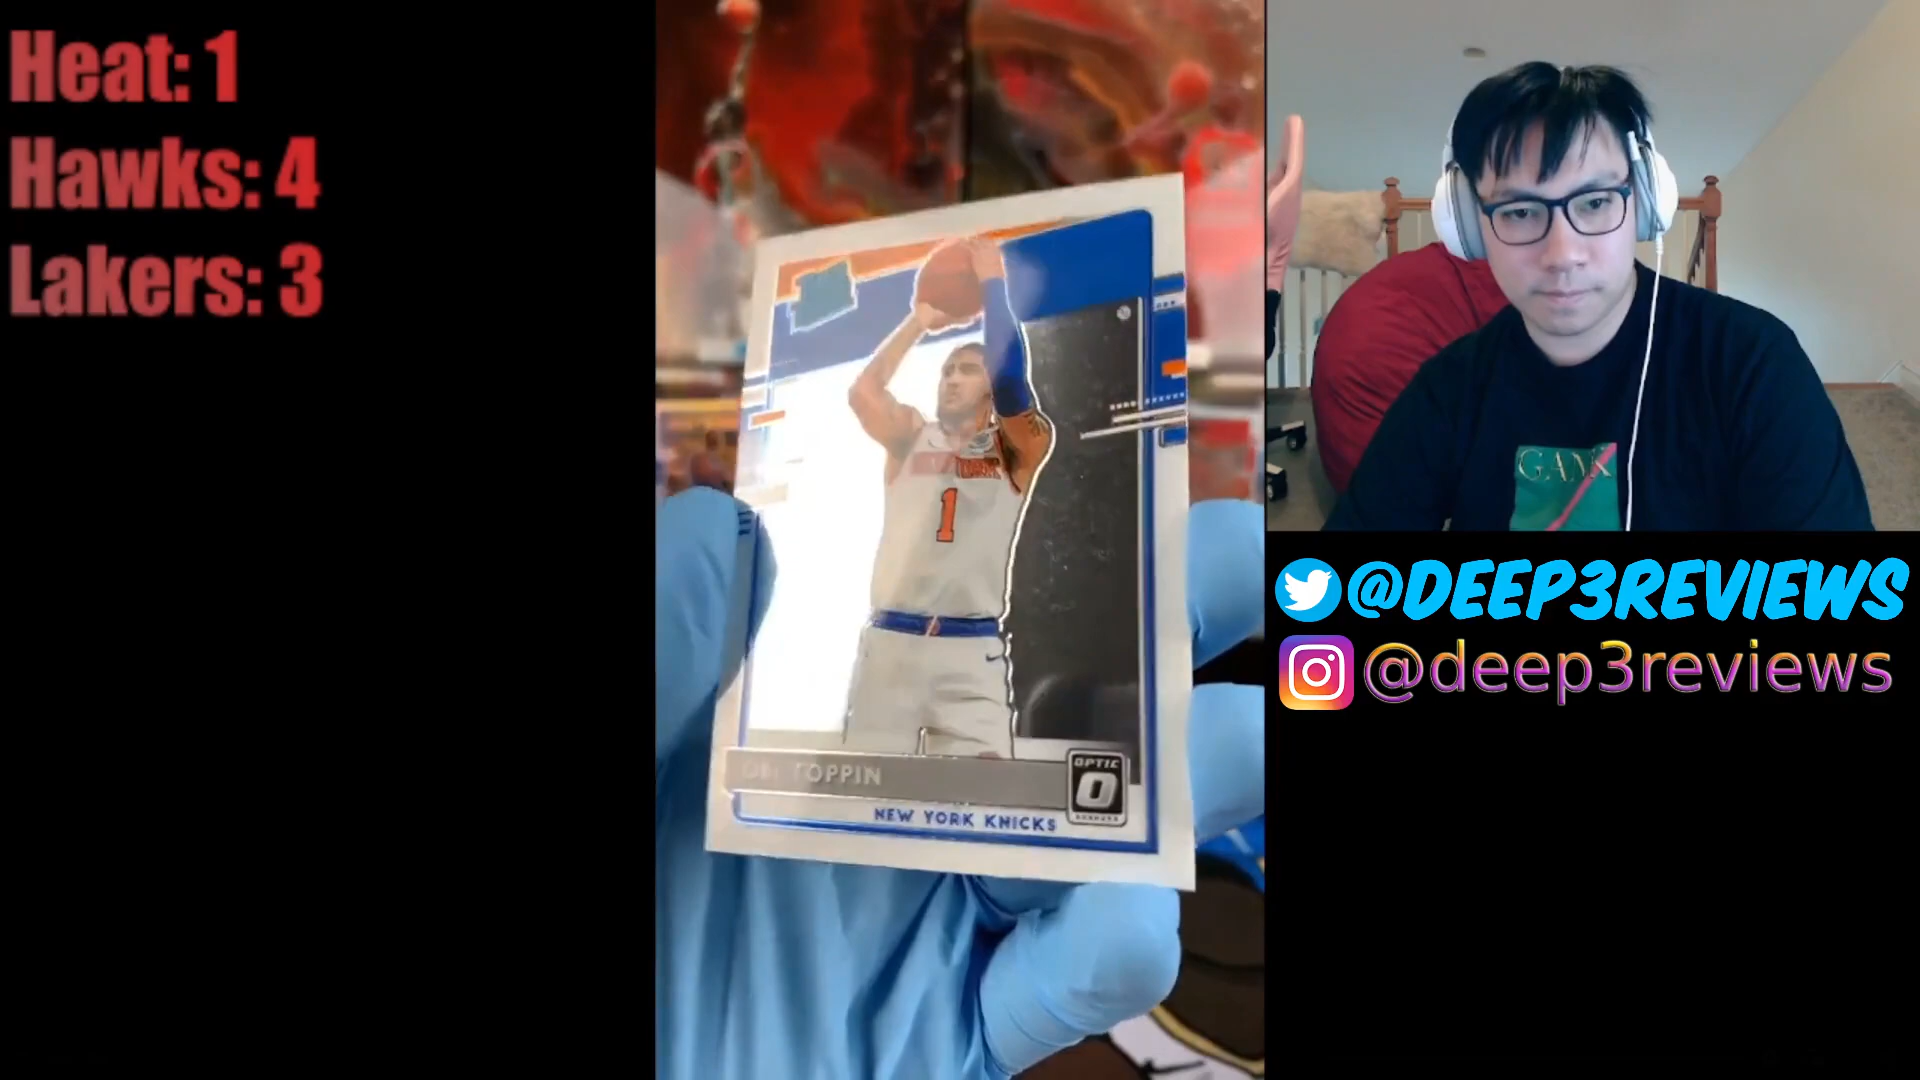 Heat: 1
Hawks: 4
Lakers: 3
1
TOPPIN
OPTIC
NEW YORK KNICKS
@DEEP3REVIEWS
@deep3reviews